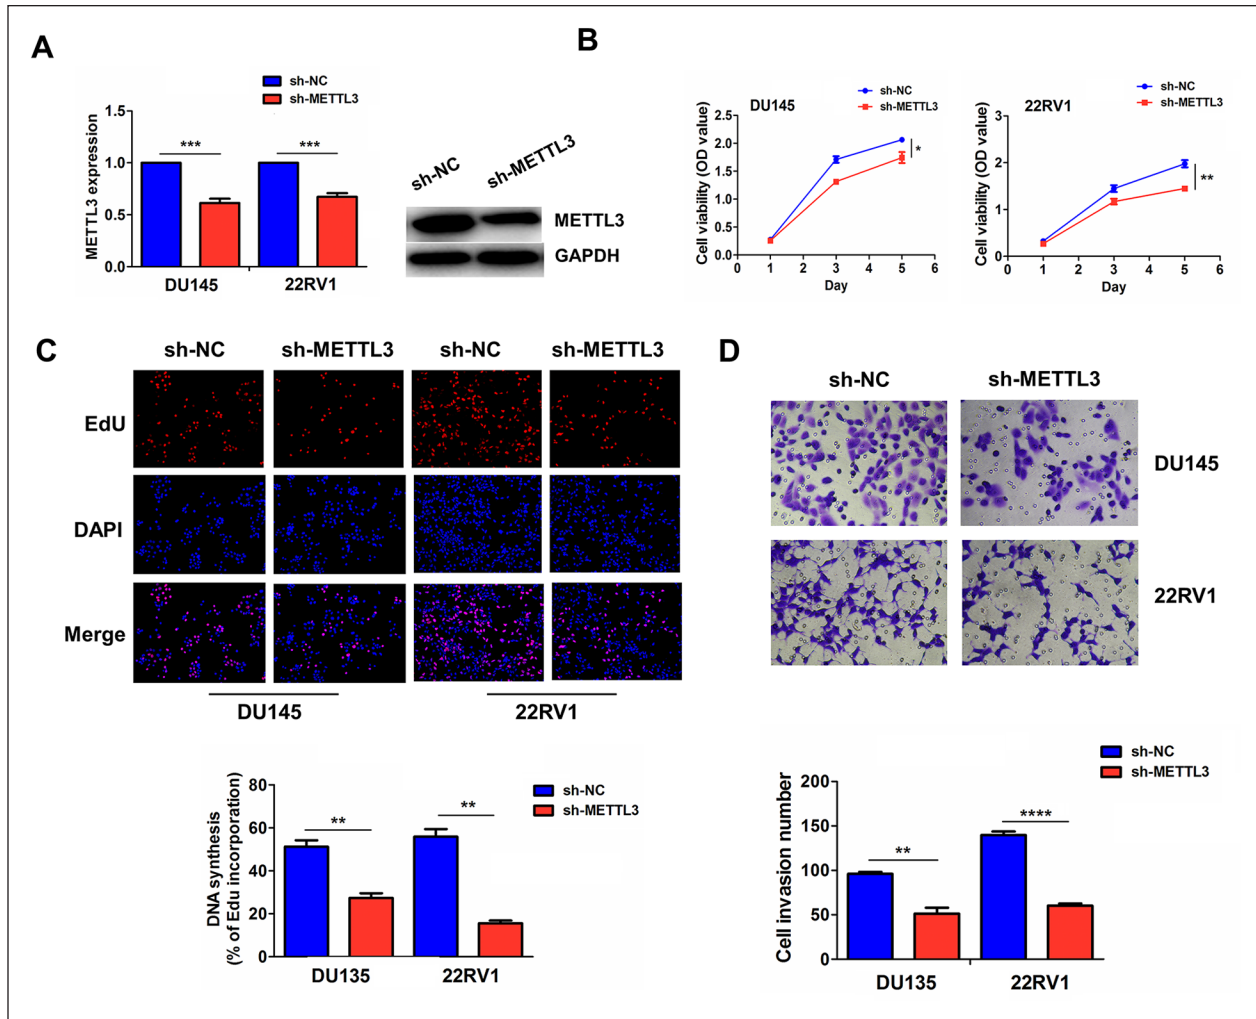 A
sh-NC
sh-METTL3
METTL3 expression
1.5
1.0
0.5
0.0
***
***
DU145
22RV1
sh-NC
sh-METTL3
METTL3
GAPDH
B
DU145
sh-NC
sh-METTL3
Cell viability (OD value)
2.5
2.0
1.5
1.0
0.5
0.0
*
0 1 2 3 4 5 6
Day
22RV1
sh-NC
sh-METTL3
Cell viability (OD value)
3
2
1
0
**
0 1 2 3 4 5 6
Day
C
sh-NC sh-METTL3 sh-NC sh-METTL3
EdU
DAPI
Merge
DU145 22RV1
sh-NC
sh-METTL3
DNA synthesis
(% of Edu incorporation)
80
60
40
20
0
**
**
DU135 22RV1
D
sh-NC sh-METTL3
DU145
22RV1
sh-NC
sh-METTL3
Cell invasion number
200
150
100
50
0
**
****
DU135 22RV1